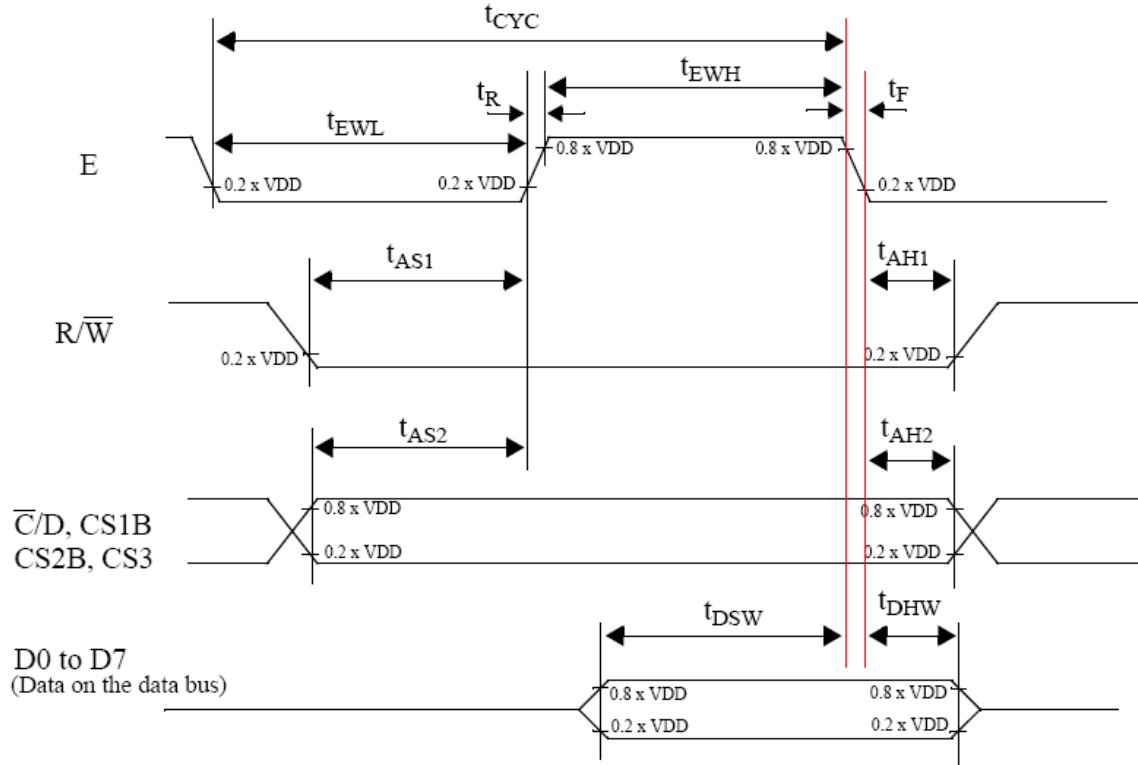 tCYC
tEWH
tR
tF
tEWL
E
0.8 x VDD
0.8 x VDD
0.2 x VDD
0.2 x VDD
0.2 x VDD
tAS1
tAH1
R/W̅
0.2 x VDD
0.2 x VDD
tAS2
tAH2
C̅/D, CS1B
CS2B, CS3
0.8 x VDD
0.8 x VDD
0.2 x VDD
0.2 x VDD
tDSW
tDHW
D0 to D7
(Data on the data bus)
0.8 x VDD
0.8 x VDD
0.2 x VDD
0.2 x VDD